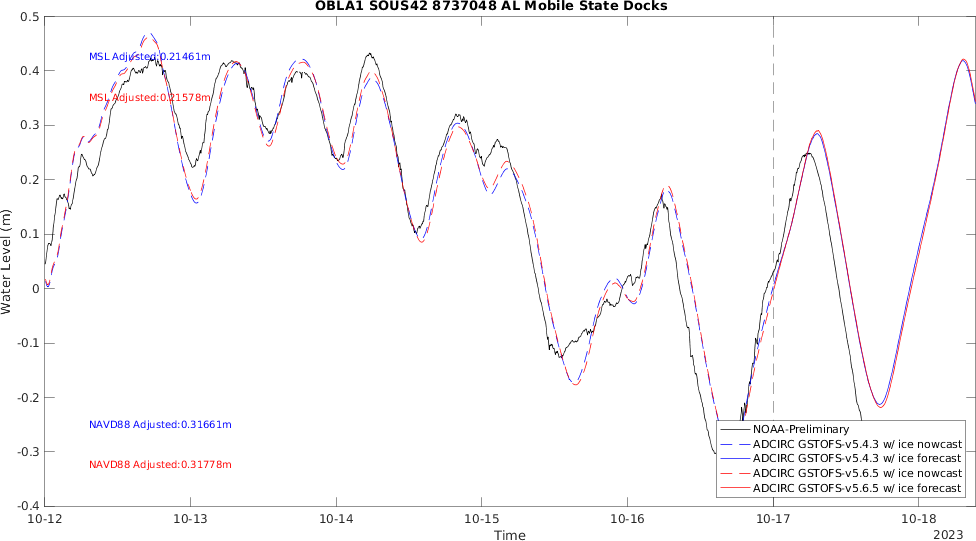 OBLA1 SOUS42 8737048 AL Mobile State Docks
0.5
0.4
0.3
0.2
0.1
0
-0.1
-0.2
-0.3
-0.4
Water Level (m)
MSL Adjusted:0.21461m
MSL Adjusted:0.21578m
NAVD88 Adjusted:0.31661m
NAVD88 Adjusted:0.31778m
NOAA-Preliminary
ADCIRC GSTOFS-v5.4.3 w/ ice nowcast
ADCIRC GSTOFS-v5.4.3 w/ ice forecast
ADCIRC GSTOFS-v5.6.5 w/ ice nowcast
ADCIRC GSTOFS-v5.6.5 w/ ice forecast
10-12 10-13 10-14 10-15 10-16 10-17 10-18
Time
2023